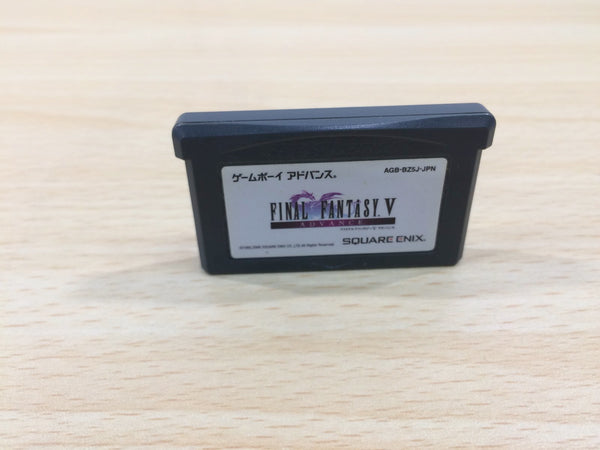 ゲームボーイ アドバンス®
AGB-BZ5J-JPN
FINAL FANTASY. V
ADVANCE
SQUARE ENIX.